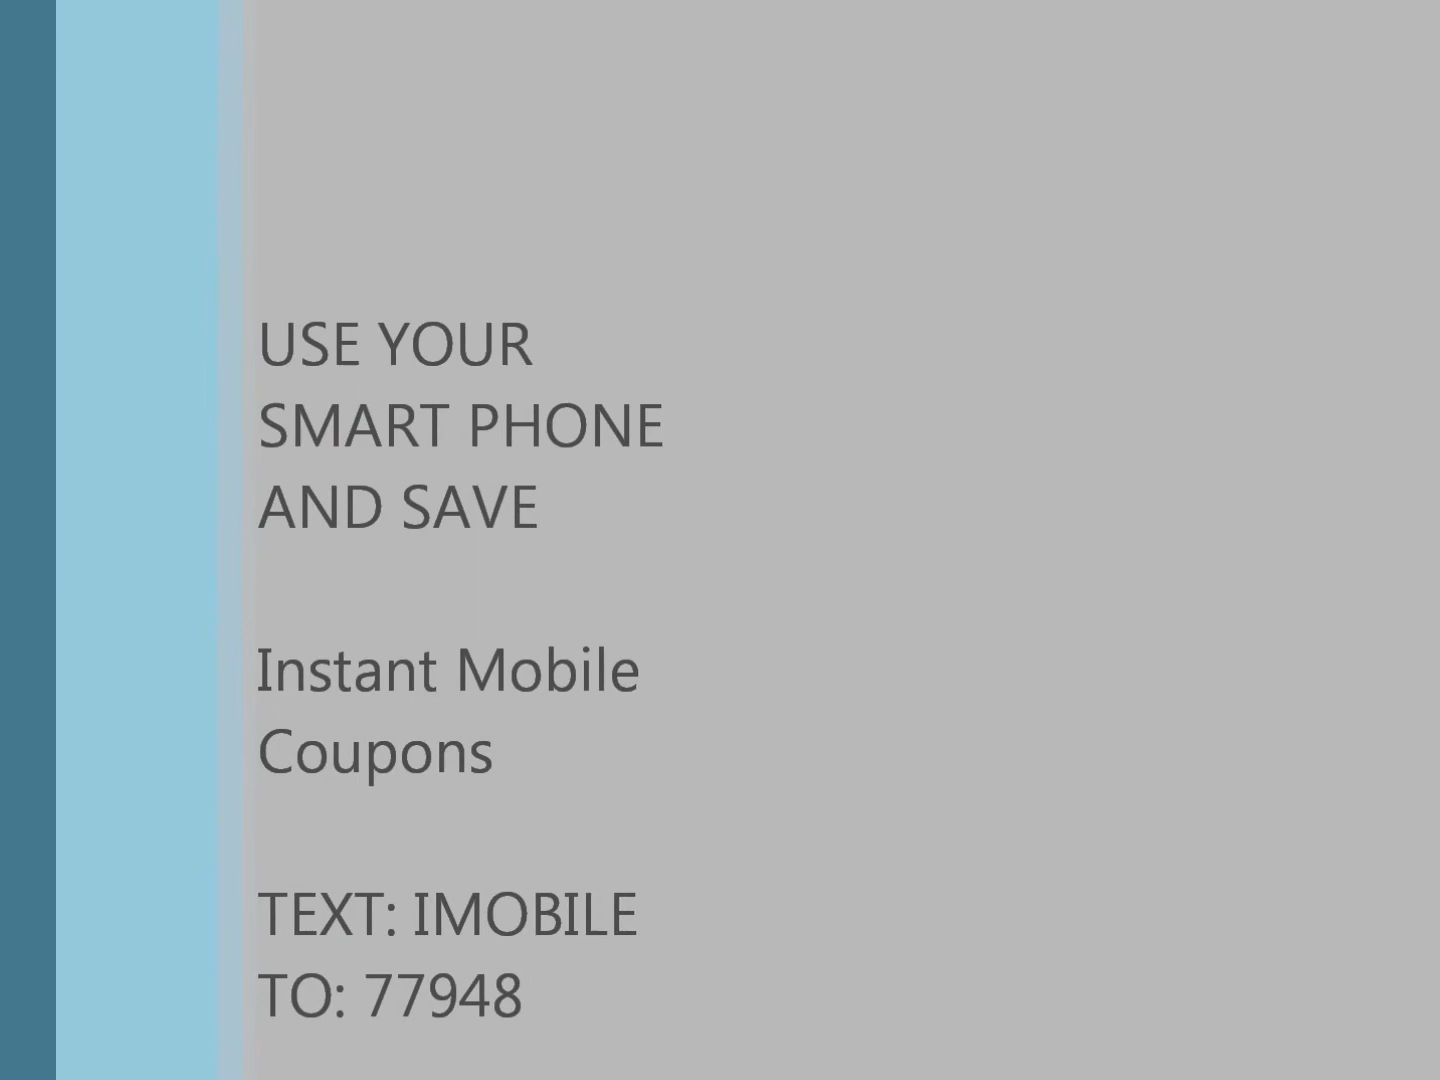 USE YOUR
SMART PHONE
AND SAVE
Instant Mobile
Coupons
TEXT: IMOBILE
TO: 77948